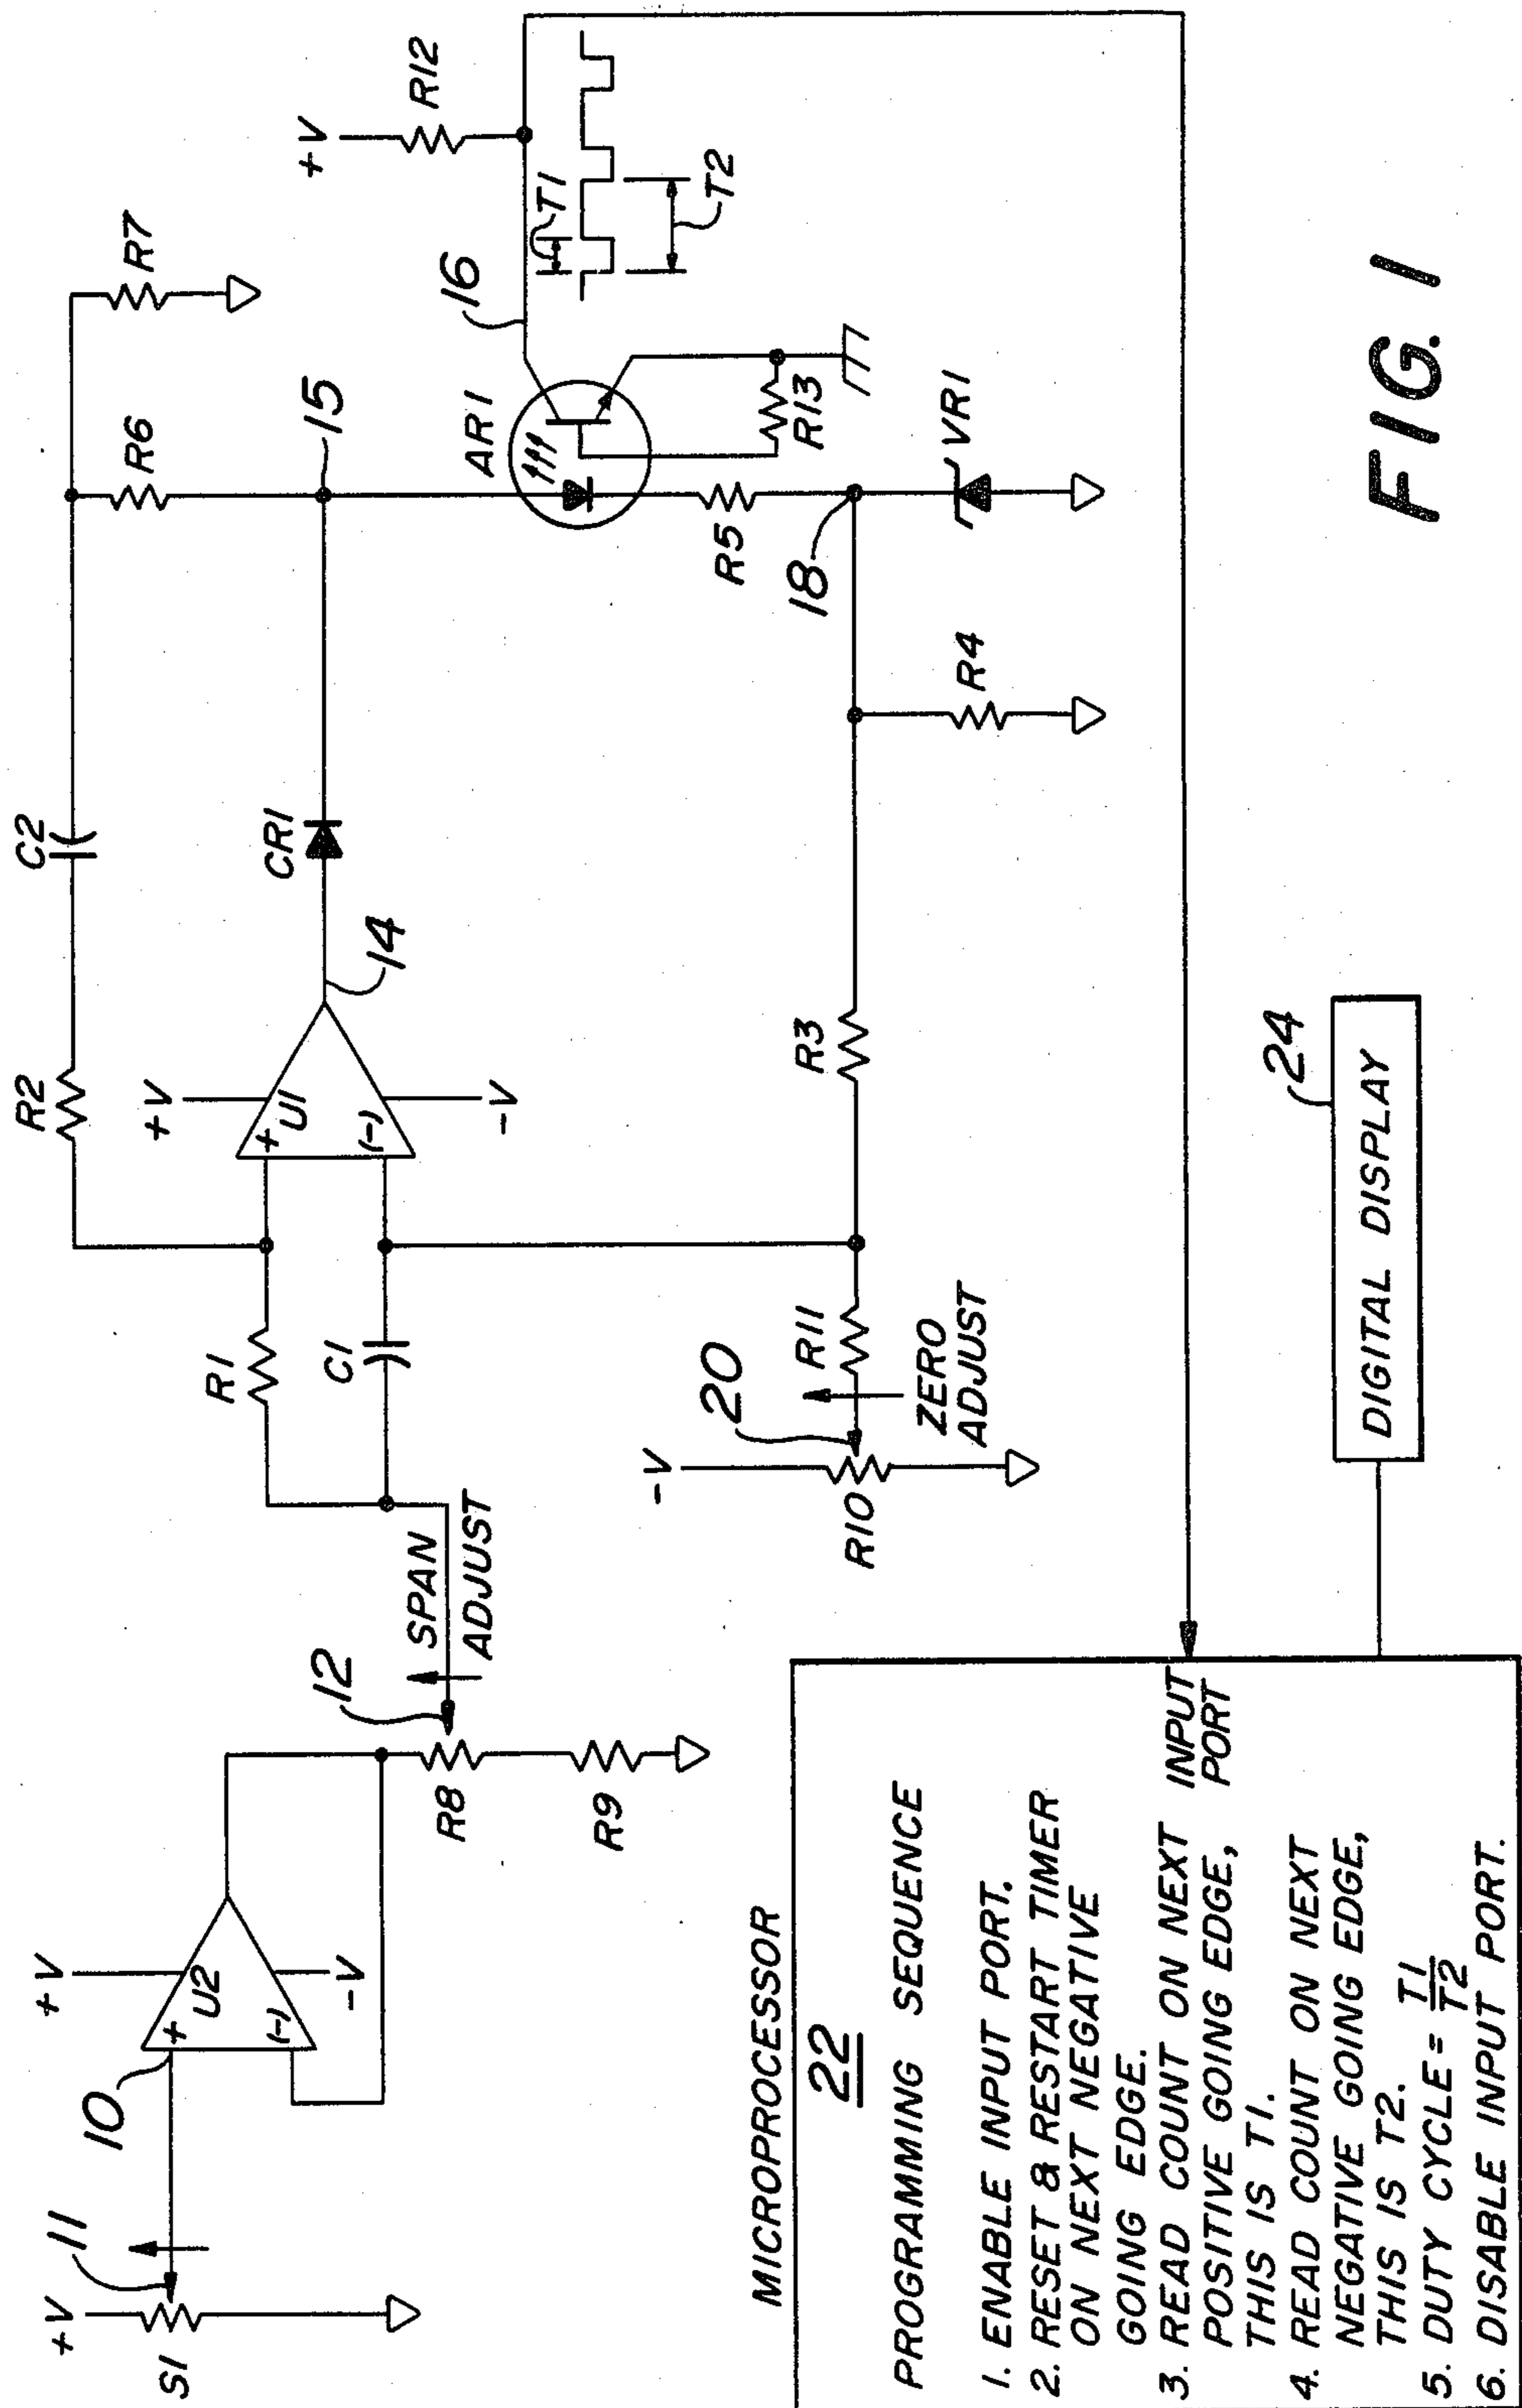 +V
S1
11
10
+V
+
U2
(-)
-V
R8
R9
12
SPAN
ADJUST
R1
C1
R2
+V
+
U1
(-)
-V
14
C2
CR1
R6
R7
15
+V
R12
16
T1
T2
AR1
R13
R5
18
VR1
R4
R3
R11
20
ZERO
ADJUST
-V
R10
MICROPROCESSOR
22
PROGRAMMING SEQUENCE
1. ENABLE INPUT PORT.
2. RESET & RESTART TIMER
ON NEXT NEGATIVE
GOING EDGE.
3. READ COUNT ON NEXT
POSITIVE GOING EDGE,
THIS IS T1.
4. READ COUNT ON NEXT
NEGATIVE GOING EDGE,
THIS IS T2.
5. DUTY CYCLE = T1/T2
6. DISABLE INPUT PORT.
INPUT
PORT
24
DIGITAL DISPLAY
FIG. 1